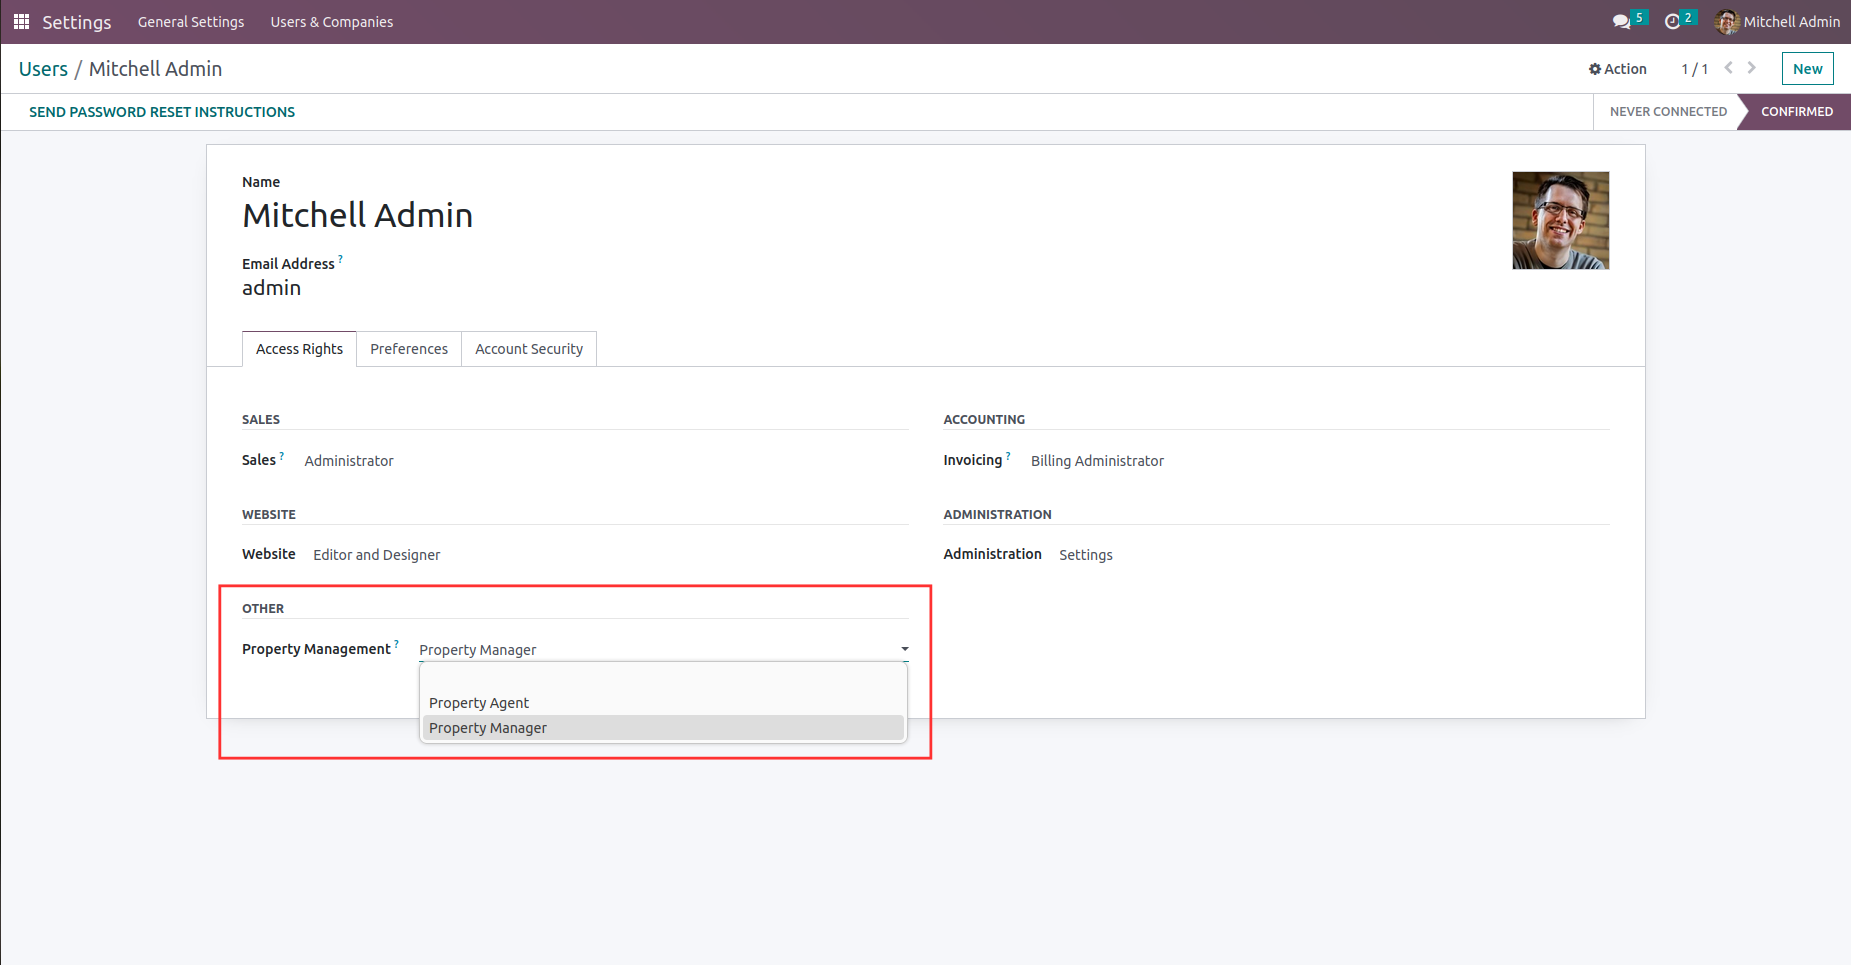 Settings General Settings Users & Companies 5 2 Mitchell Admin
Users / Mitchell Admin Action 1 / 1 New
SEND PASSWORD RESET INSTRUCTIONS NEVER CONNECTED CONFIRMED
Name
Mitchell Admin
Email Address ?
admin
Access Rights Preferences Account Security
SALES ACCOUNTING
Sales ? Administrator Invoicing ? Billing Administrator
WEBSITE ADMINISTRATION
Website Editor and Designer Administration Settings
OTHER
Property Management ? Property Manager
Property Agent
Property Manager